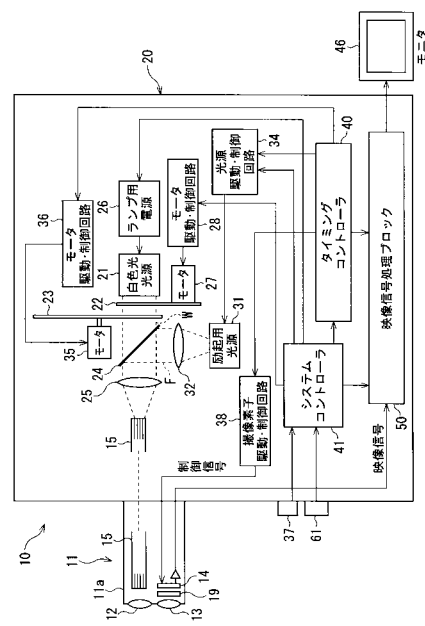 10
11
11a
12
13
14
15
19
15
制御信号
25
24
F
W
32
35
モータ
23
22
21
白色光
光源
26
ランプ用
電源
36
モータ
駆動・制御回路
27
モータ
28
モータ
駆動・制御回路
31
励起用
光源
34
光源
駆動・制御
回路
38
撮像素子
駆動・制御回路
20
40
タイミング
コントローラ
41
システム
コントローラ
37
61
映像信号
50
映像信号処理ブロック
46
モニタ